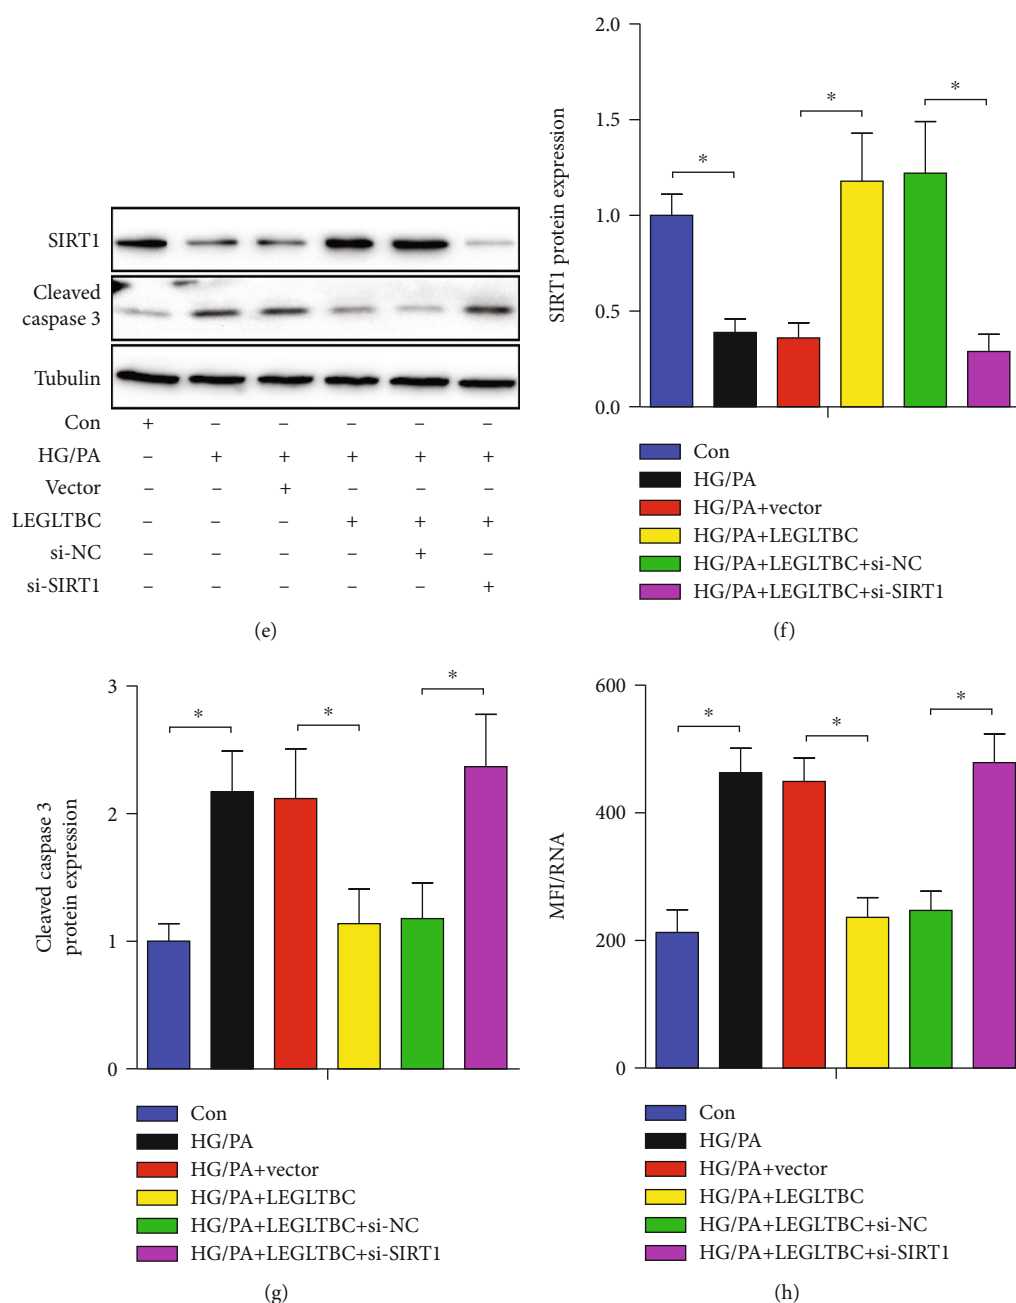 SIRT1
Cleaved
caspase 3
Tubulin
Con + – – – – –
HG/PA – + + + + +
Vector – – + – – –
LEGLTBC – – – + + +
si-NC – – – – + –
si-SIRT1 – – – – – +
(e)
2.0
1.5
1.0
0.5
0.0
SIRT1 protein expression
* * *
Con
HG/PA
HG/PA+vector
HG/PA+LEGLTBC
HG/PA+LEGLTBC+si-NC
HG/PA+LEGLTBC+si-SIRT1
(f)
3
2
1
0
Cleaved caspase 3
protein expression
* * *
Con
HG/PA
HG/PA+vector
HG/PA+LEGLTBC
HG/PA+LEGLTBC+si-NC
HG/PA+LEGLTBC+si-SIRT1
(g)
600
400
200
0
MFI/RNA
* * *
Con
HG/PA
HG/PA+vector
HG/PA+LEGLTBC
HG/PA+LEGLTBC+si-NC
HG/PA+LEGLTBC+si-SIRT1
(h)